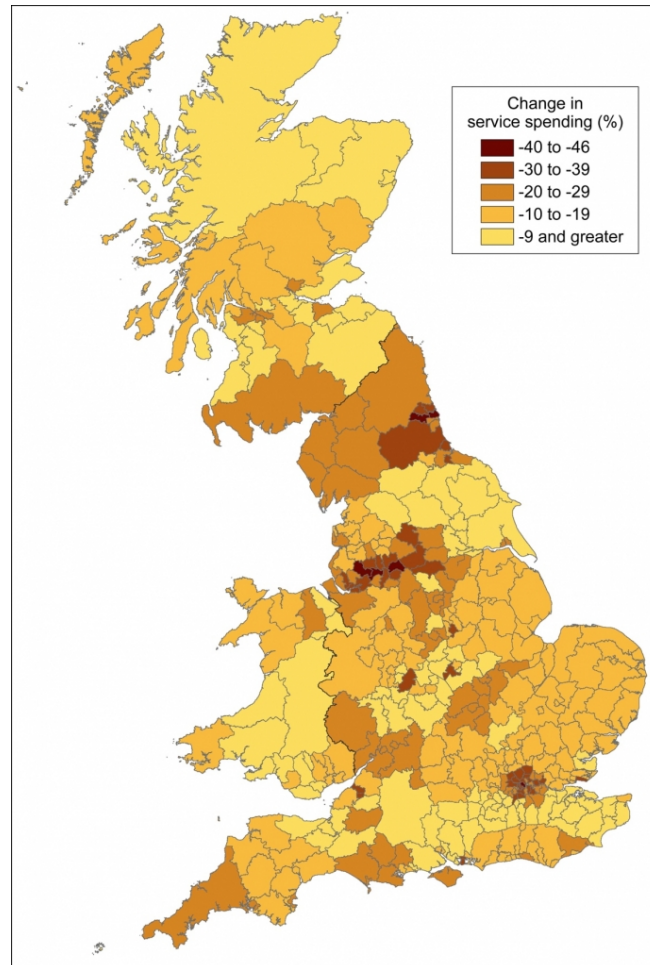 Change in
service spending (%)
-40 to -46
-30 to -39
-20 to -29
-10 to -19
-9 and greater